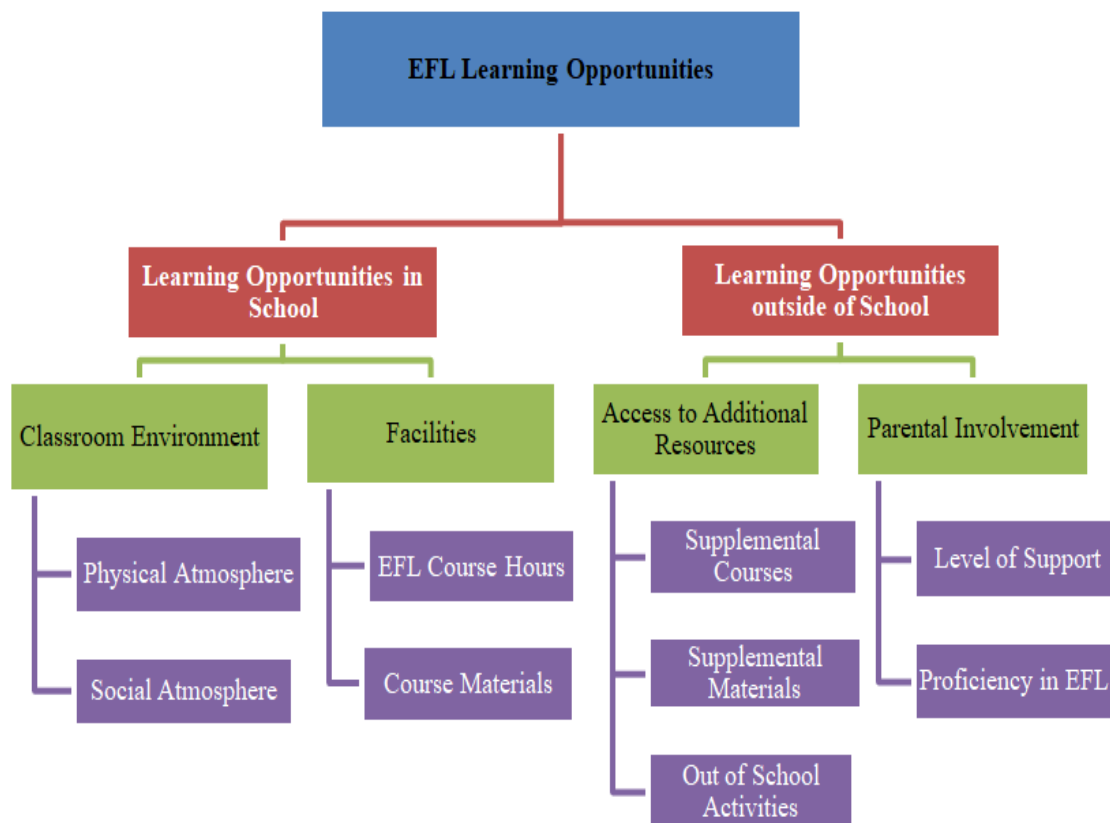 EFL Learning Opportunities
Learning Opportunities in
School
Learning Opportunities
outside of School
Classroom Environment
Facilities
Access to Additional
Resources
Parental Involvement
Physical Atmosphere
Social Atmosphere
EFL Course Hours
Course Materials
Supplemental
Courses
Supplemental
Materials
Out of School
Activities
Level of Support
Proficiency in EFL